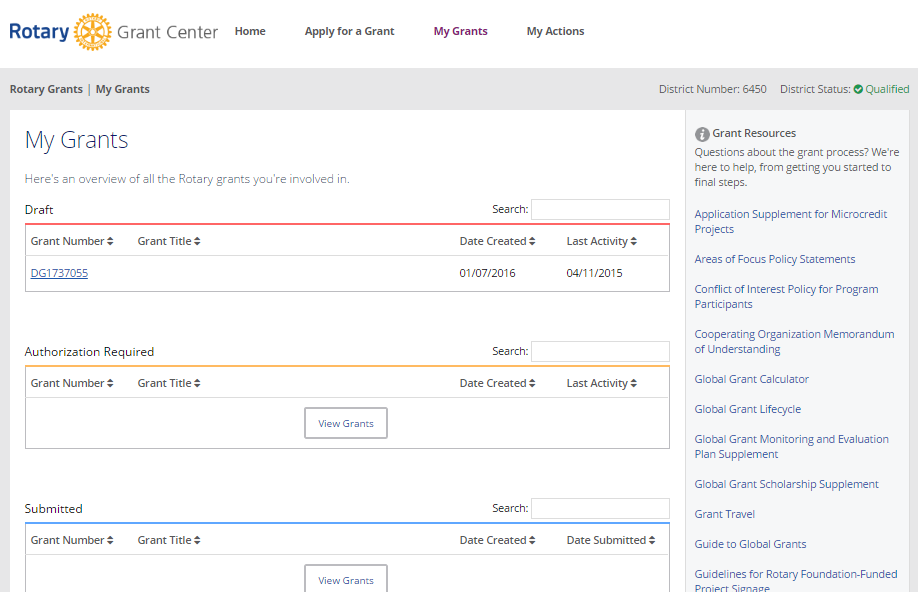 Rotary Grant Center Home Apply for a Grant My Grants My Actions
Rotary Grants | My Grants District Number: 6450 District Status: Qualified
My Grants
Here's an overview of all the Rotary grants you're involved in.
Draft Search:
Grant Number Grant Title Date Created Last Activity
DG1737055 01/07/2016 04/11/2015
Authorization Required Search:
Grant Number Grant Title Date Created Last Activity
View Grants
Submitted Search:
Grant Number Grant Title Date Created Date Submitted
View Grants
Grant Resources
Questions about the grant process? We're
here to help, from getting you started to
final steps.
Application Supplement for Microcredit
Projects
Areas of Focus Policy Statements
Conflict of Interest Policy for Program
Participants
Cooperating Organization Memorandum
of Understanding
Global Grant Calculator
Global Grant Lifecycle
Global Grant Monitoring and Evaluation
Plan Supplement
Global Grant Scholarship Supplement
Grant Travel
Guide to Global Grants
Guidelines for Rotary Foundation-Funded
Project Signage